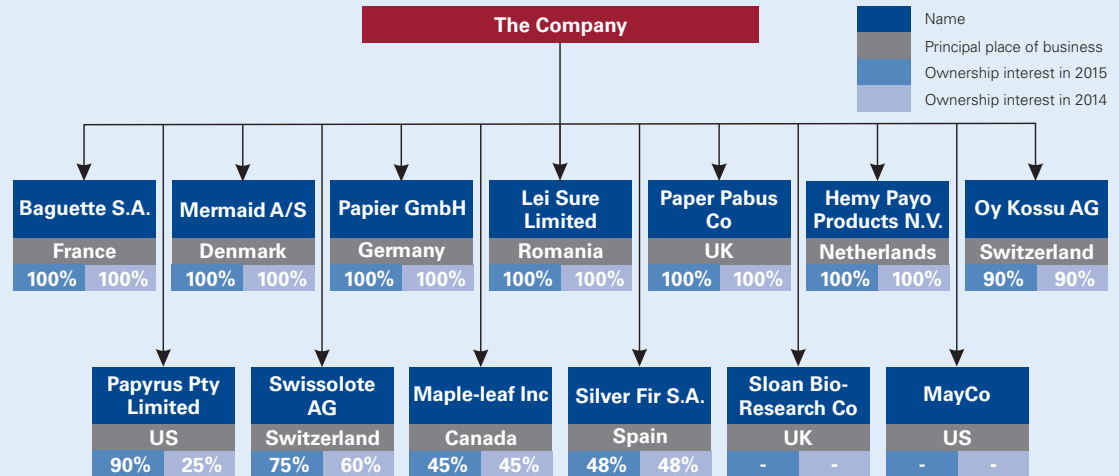 The Company
Name
Principal place of business
Ownership interest in 2015
Ownership interest in 2014
Baguette S.A.
France
100% 100%
Mermaid A/S
Denmark
100% 100%
Papier GmbH
Germany
100% 100%
Lei Sure
Limited
Romania
100% 100%
Paper Pabus
Co
UK
100% 100%
Hemy Payo
Products N.V.
Netherlands
100% 100%
Oy Kossu AG
Switzerland
90% 90%
Papyrus Pty
Limited
US
90% 25%
Swissolote
AG
Switzerland
75% 60%
Maple-leaf Inc
Canada
45% 45%
Silver Fir S.A.
Spain
48% 48%
Sloan Bio-
Research Co
UK
- -
MayCo
US
- -